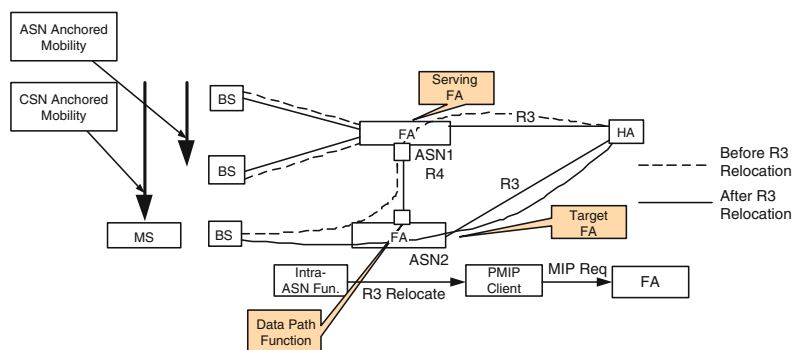 ASN Anchored
Mobility
CSN Anchored
Mobility
BS
BS
BS
MS
Serving
FA
FA
ASN1
R4
R3
HA
R3
FA
ASN2
Target
FA
Before R3
Relocation
After R3
Relocation
Intra-
ASN Fun.
R3 Relocate
PMIP
Client
MIP Req
FA
Data Path
Function